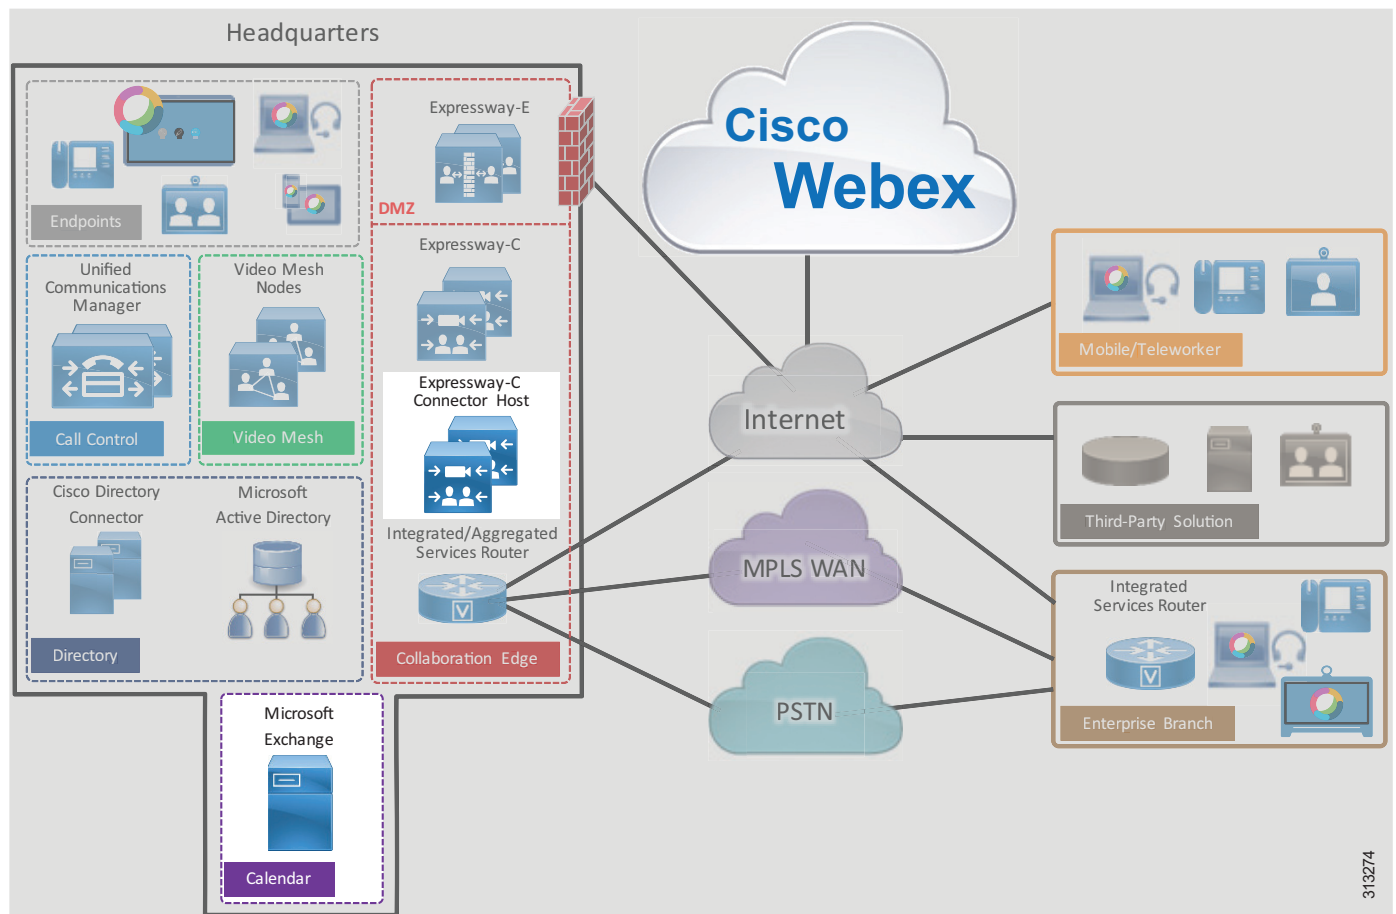 Headquarters
Expressway-E
DMZ
Endpoints
Expressway-C
Unified
Communications
Manager
Call Control
Video Mesh
Nodes
Video Mesh
Expressway-C
Connector Host
Cisco Directory
Connector
Microsoft
Active Directory
Directory
Integrated/Aggregated
Services Router
V
Collaboration Edge
Microsoft
Exchange
Calendar
Cisco
Webex
Internet
MPLS WAN
PSTN
Mobile/Teleworker
Third-Party Solution
Integrated
Services Router
V
Enterprise Branch
313274